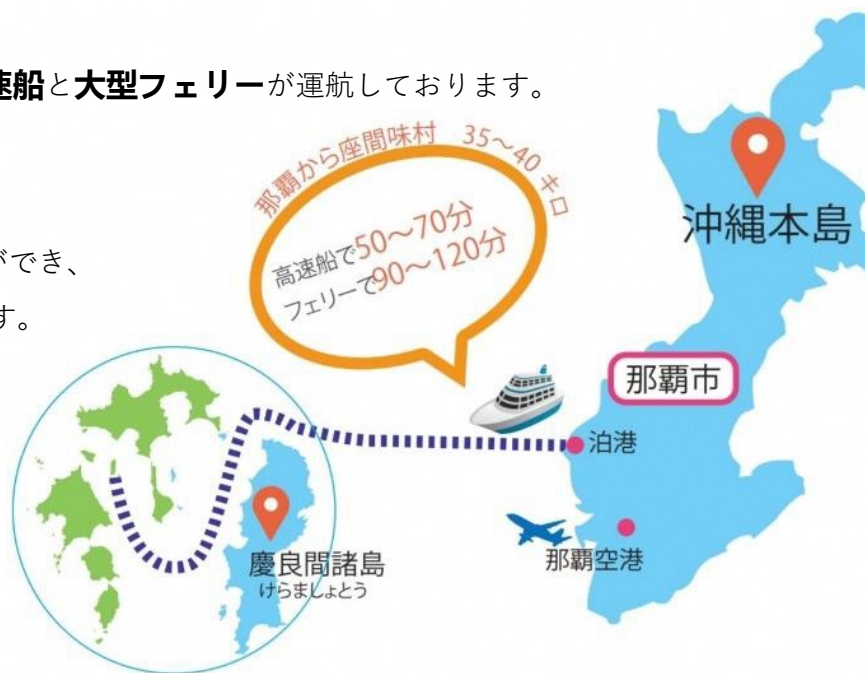 速船と大型フェリーが運航しております。
那覇から座間味村 35～40キロ
高速船で50～70分
フェリーで90～120分
沖縄本島
ができ、
す。
那覇市
泊港
那覇空港
慶良間諸島
けらましょとう